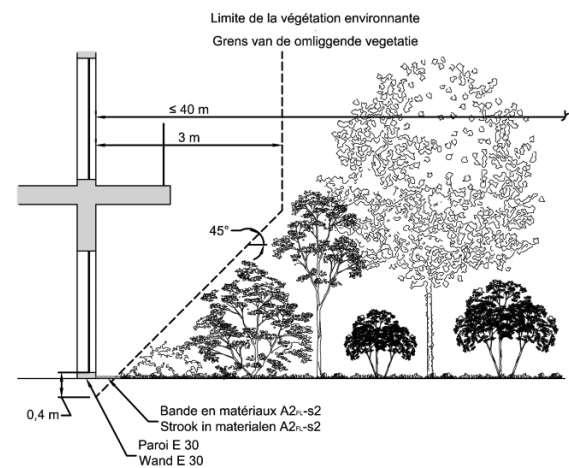 Limite de la végétation environnante
Grens van de omliggende vegetatie
≤ 40 m
3 m
45°
0,4 m
Bande en matériaux A2FL-s2
Strook in materialen A2FL-s2
Paroi E 30
Wand E 30